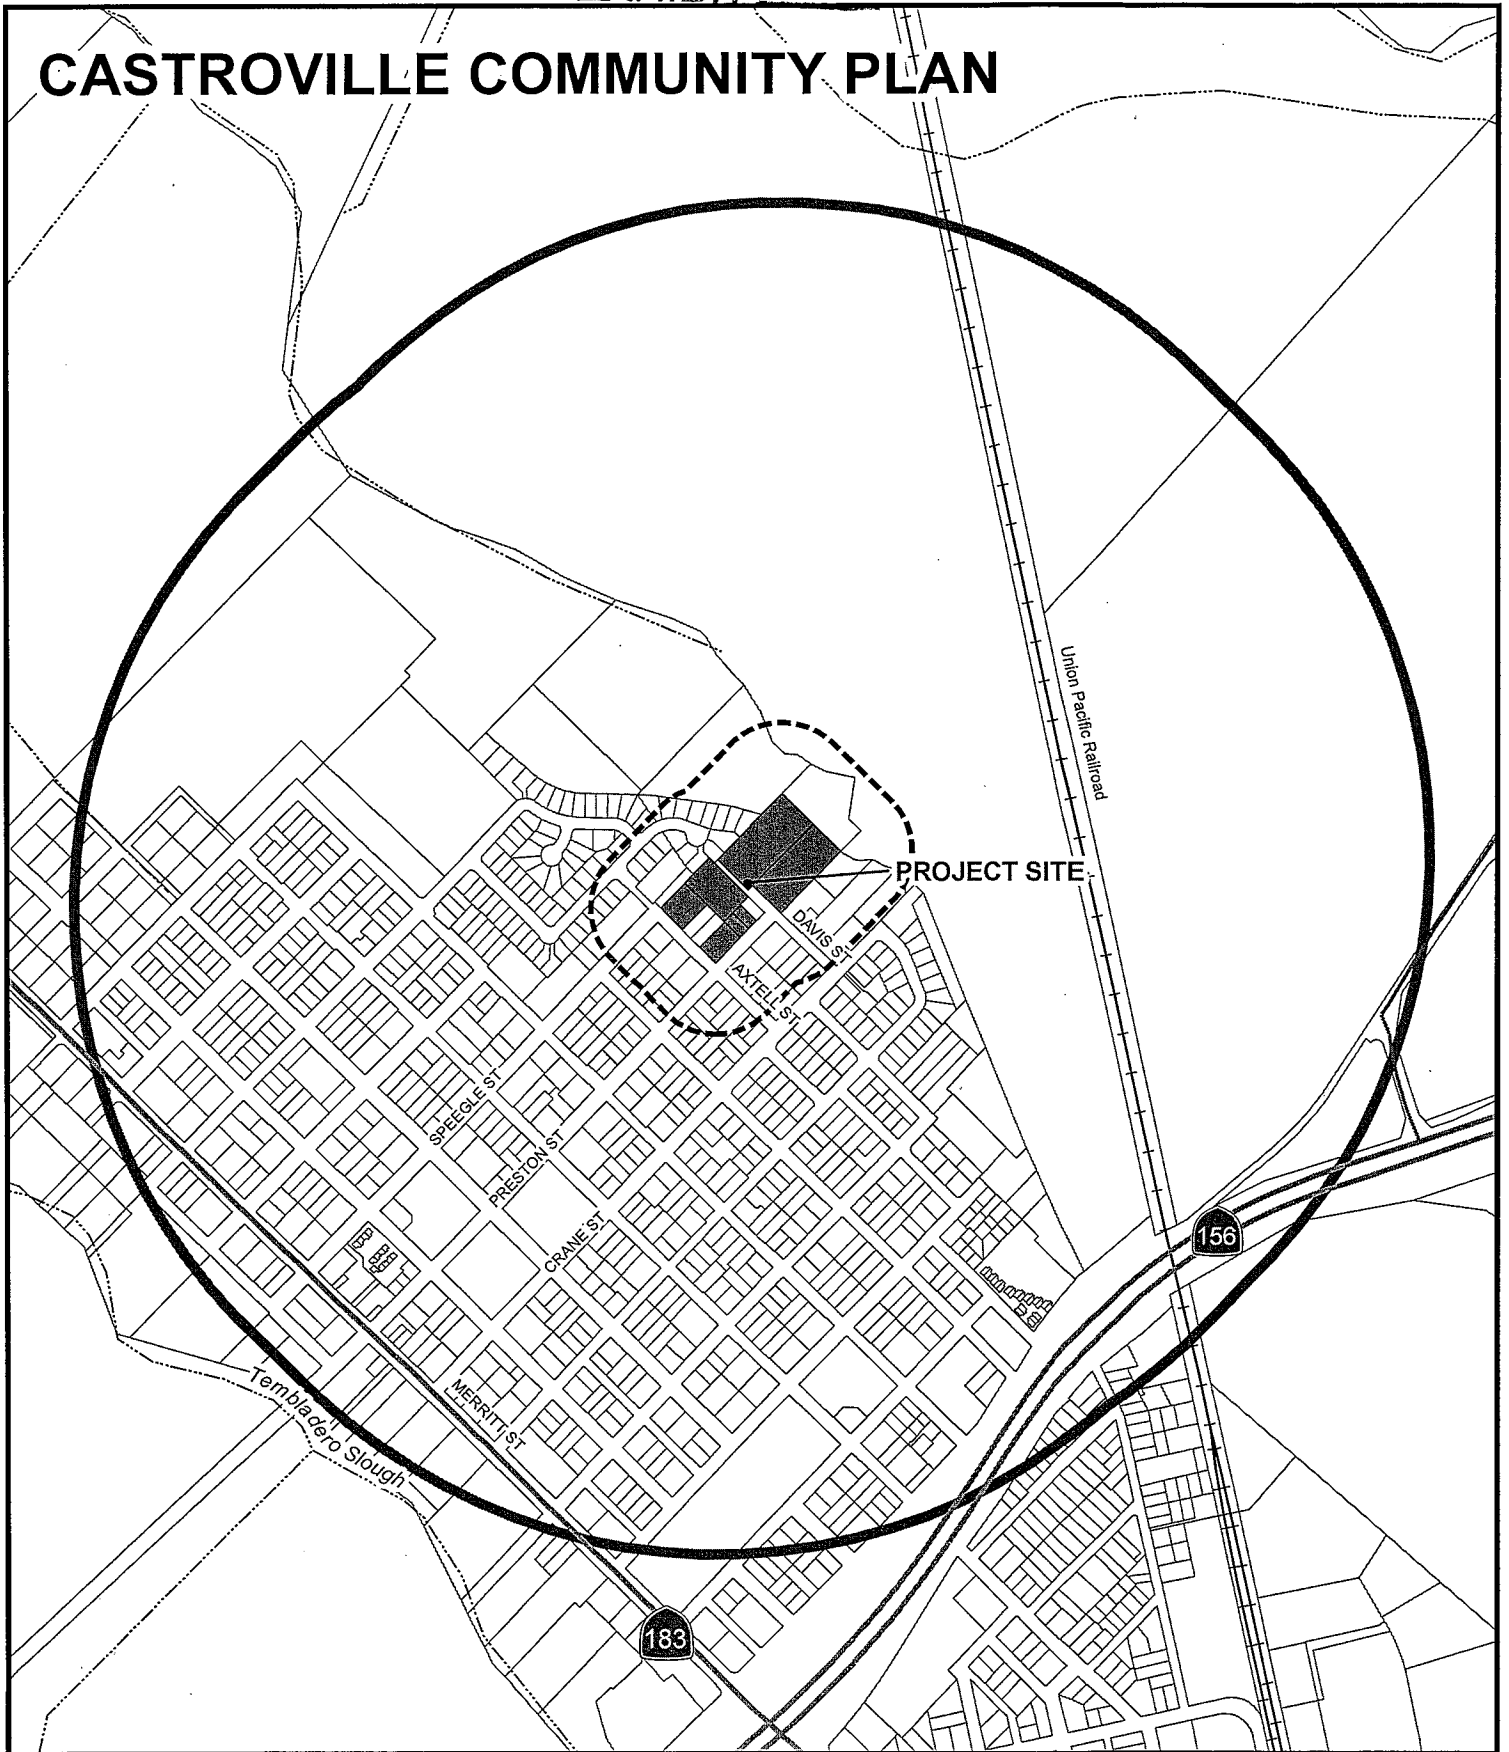 CASTROVILLE COMMUNITY PLAN
Union Pacific Railroad
PROJECT SITE
DAVIS ST
AXTELL ST
SPEEGLE ST
PRESTON ST
CRANE ST
156
MERRITT ST
Tembladero Slough
183